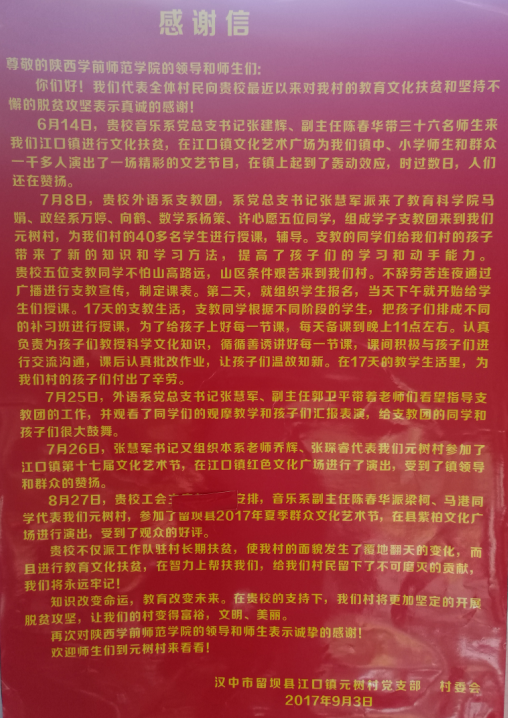 感谢信
尊敬的陕西学前师范学院的领导和师生们:
你们好!我们代表全体村民向贵校最近以来对我村的教育文化扶贫和坚持不
懈的脱贫攻坚表示真诚的感谢!
6月14日,贵校音乐系党总支书记张建辉、副主任陈春华带三十六名师生来
我们江口镇进行文化扶贫,在江口镇文化艺术广场为我们镇中、小学师生和群众
一千多人演出了一场精彩的文艺节目,在镇上起到了轰动效应,时过数日,人们
还在赞扬。
7月8日,贵校外语系支教团,系党总支书记张慧军派来了教育科学院马
娟、政经系万婷、向鹤、数学系杨策、许心愿五位同学,组成学子支教团来到我们
元树村,为我们村的40多名学生进行授课,辅导。支教的同学们给我们村的孩子
带来了新的知识和学习方法,提高了孩子们的学习和动手能力。
贵校五位支教同学不怕山高路远,山区条件艰苦来到我们村。不辞劳苦连夜通过
广播进行支教宣传,制定课表。第二天,就组织学生报名,当天下午就开始给学
生们授课。17天的支教生活,支教同学根据不同阶段的学生,把孩子们排成不同
的补习班进行授课,为了给孩子上好每一节课,每天备课到晚上11点左右。认真
负责为孩子们教授科学文化知识,循循善诱讲好每一节课,课间积极与孩子们进
行交流沟通,课后认真批改作业,让孩子们温故知新。在17天的教学生活里,为
我们村的孩子们付出了辛劳。
7月25日,外语系党总支书记张慧军、副主任郭卫平带着老师们看望指导支
教团的工作,并观看了同学们的观摩教学和孩子们汇报表演,给支教团的同学和
孩子们很大鼓舞。
7月26日,张慧军书记又组织本系老师乔辉、张琛睿代表我们元树村参加了
江口镇第十七届文化艺术节,在江口镇红色文化广场进行了演出,受到了镇领导
和群众的赞扬。
8月27日,贵校工会安排,音乐系副主任陈春华派梁柯、马港同
学代表我们元树村,参加了留坝县2017年夏季群众文化艺术节,在县紫柏文化广
场进行演出,受到了观众的好评。
贵校不仅派工作队驻村长期扶贫,使我村的面貌发生了覆地翻天的变化,而
且进行教育文化扶贫,在智力上帮扶我们,给我们村民留下了不可磨灭的贡献,
我们将永远牢记!
知识改变命运,教育改变未来。在贵校的支持下,我们村将更加坚定的开展
脱贫攻坚,让我们的村变得富裕,文明、美丽。
再次对陕西学前师范学院的领导和师生表示诚挚的感谢!
欢迎师生们到元树村来看看!
汉中市留坝县江口镇元树村党支部 村委会
2017年9月3日